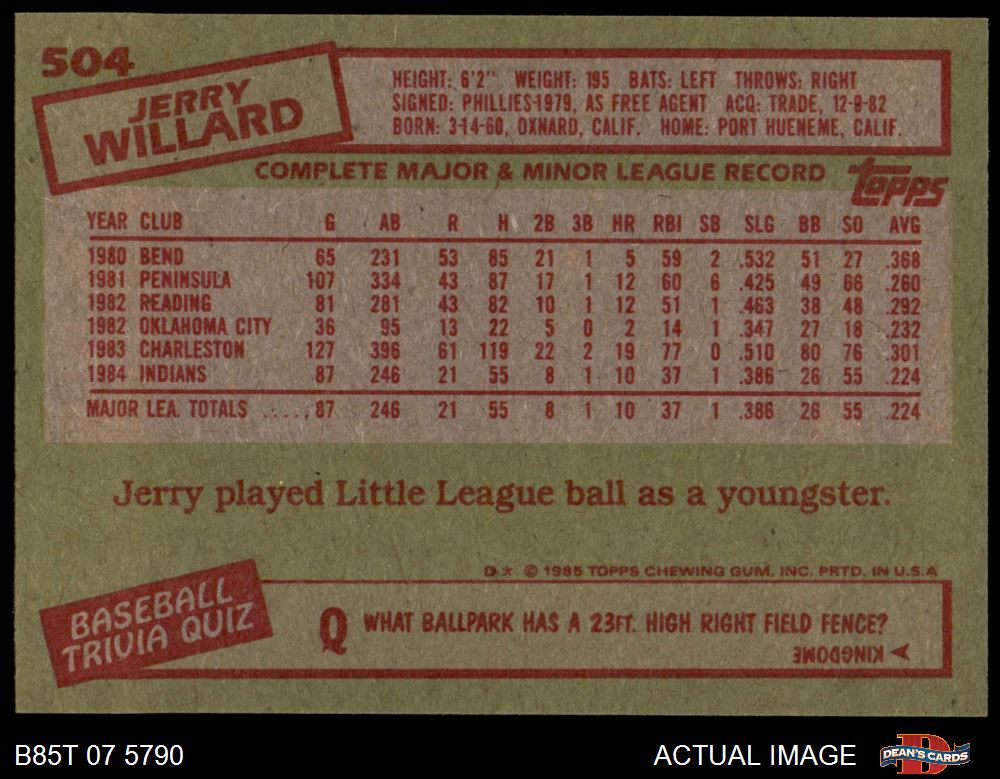 504
JERRY
WILLARD
HEIGHT: 6'2" WEIGHT: 195 BATS: LEFT THROWS: RIGHT
SIGNED: PHILLIES-1979, AS FREE AGENT ACQ: TRADE, 12-9-82
BORN: 3-14-60, OXNARD, CALIF. HOME: PORT HUENEME, CALIF.
COMPLETE MAJOR & MINOR LEAGUE RECORD
topps
YEAR CLUB G AB R H 2B 3B HR RBI SB SLG BB SO AVG
1980 BEND 65 231 53 85 21 1 5 59 2 .532 51 27 .368
1981 PENINSULA 107 334 43 87 17 1 12 60 6 .425 49 66 .260
1982 READING 81 281 43 82 10 1 12 51 1 .463 38 48 .292
1982 OKLAHOMA CITY 36 95 13 22 5 0 2 14 1 .347 27 18 .232
1983 CHARLESTON 127 396 61 119 22 2 19 77 0 .510 80 76 .301
1984 INDIANS 87 246 21 55 8 1 10 37 1 .386 26 55 .224
MAJOR LEA. TOTALS ..... 87 246 21 55 8 1 10 37 1 .386 26 55 .224
Jerry played Little League ball as a youngster.
D* © 1985 TOPPS CHEWING GUM, INC. PRTD. IN U.S.A
BASEBALL
TRIVIA QUIZ
Q WHAT BALLPARK HAS A 23FT. HIGH RIGHT FIELD FENCE?
KINGDOME
B85T 07 5790
ACTUAL IMAGE
DEAN'S CARDS